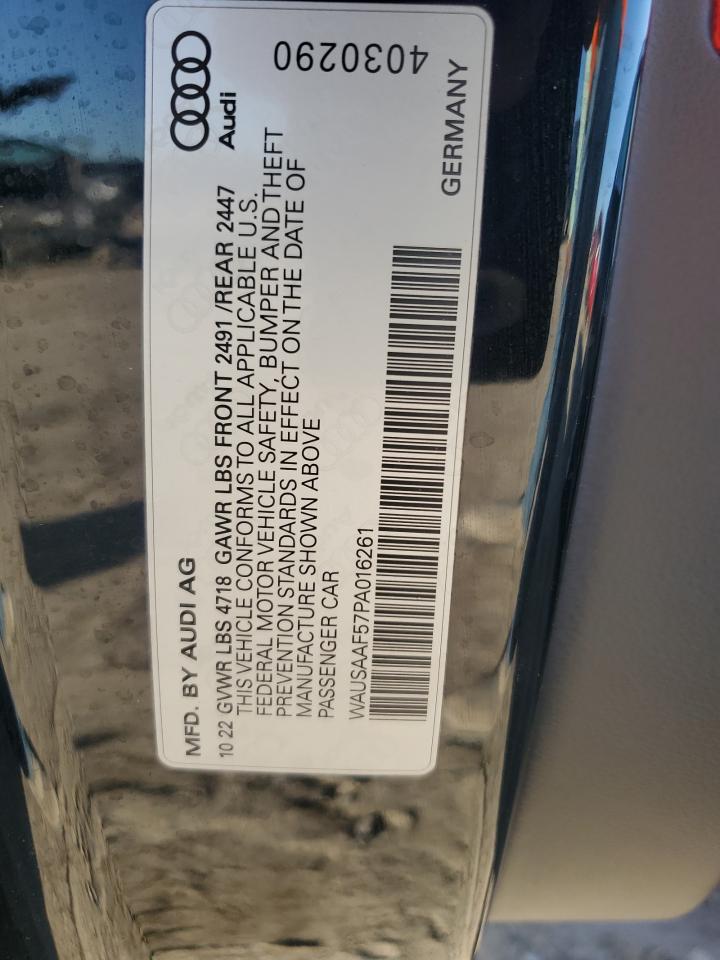 Audi
4030290
GERMANY
MFD. BY AUDI AG
10 22 GVWR LBS 4718 GAWR LBS FRONT 2491 /REAR 2447
THIS VEHICLE CONFORMS TO ALL APPLICABLE U.S.
FEDERAL MOTOR VEHICLE SAFETY, BUMPER AND THEFT
PREVENTION STANDARDS IN EFFECT ON THE DATE OF
MANUFACTURE SHOWN ABOVE
PASSENGER CAR
WAUSAAF57PA016261